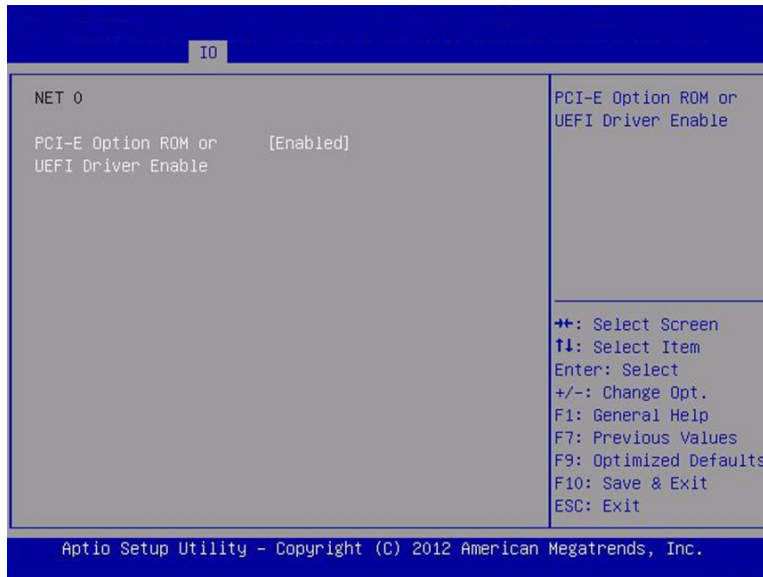 IO
NET 0
PCI-E Option ROM or [Enabled]
UEFI Driver Enable
PCI-E Option ROM or
UEFI Driver Enable
→←: Select Screen
↑↓: Select Item
Enter: Select
+/-: Change Opt.
F1: General Help
F7: Previous Values
F9: Optimized Defaults
F10: Save & Exit
ESC: Exit
Aptio Setup Utility – Copyright (C) 2012 American Megatrends, Inc.